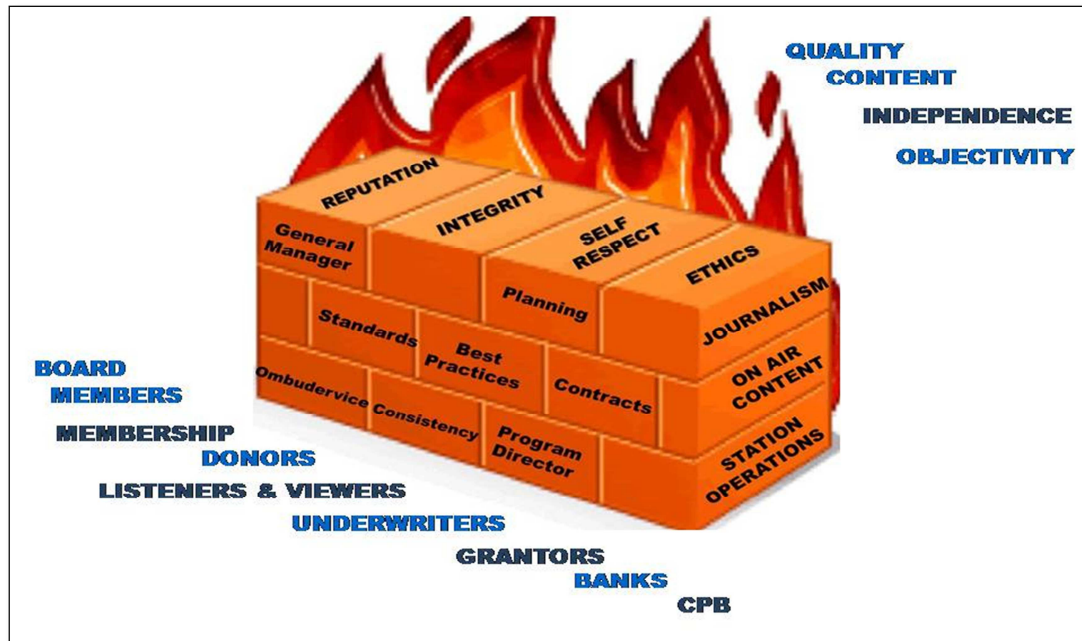 QUALITY
CONTENT
INDEPENDENCE
OBJECTIVITY
REPUTATION
INTEGRITY
SELF
RESPECT
ETHICS
General
Manager
Planning
JOURNALISM
Standards
Best
Practices
Contracts
ON AIR
CONTENT
Ombudervice
Consistency
Program
Director
STATION
OPERATIONS
BOARD
MEMBERS
MEMBERSHIP
DONORS
LISTENERS & VIEWERS
UNDERWRITERS
GRANTORS
BANKS
CPB